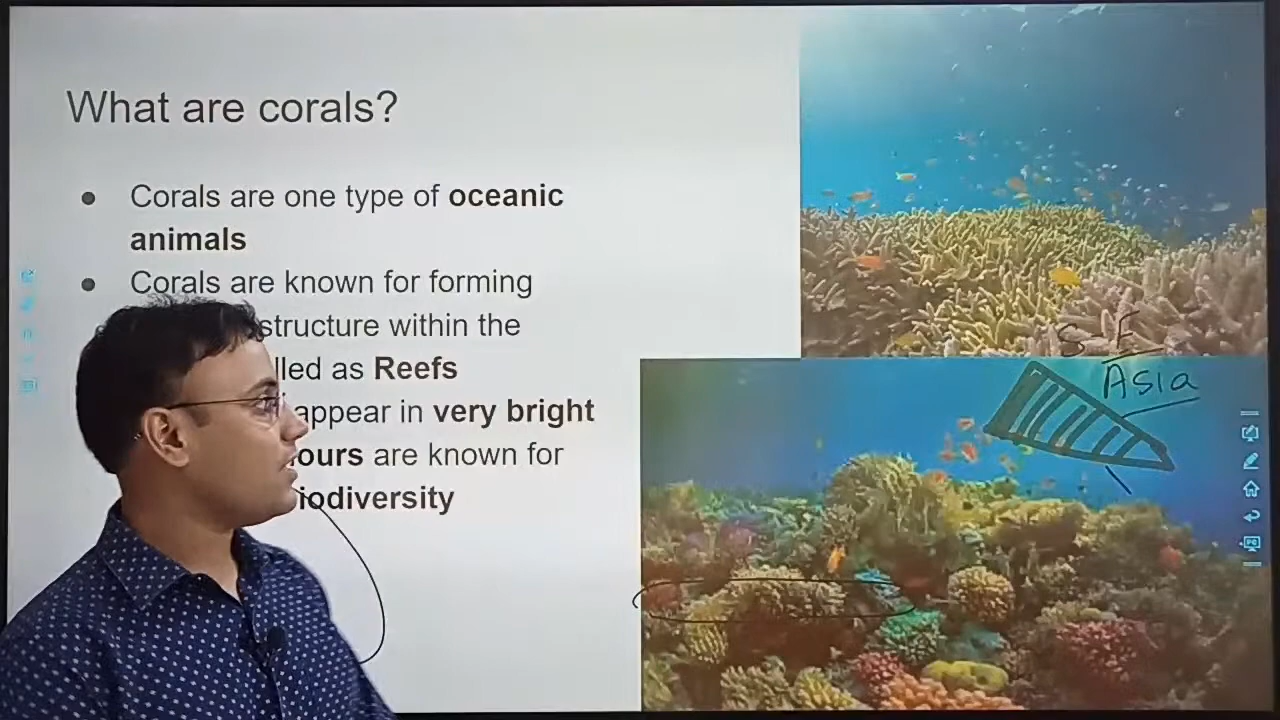 What are corals?
● Corals are one type of oceanic
animals
● Corals are known for forming
structure within the
lled as Reefs
appear in very bright
ours are known for
iodiversity
S-E
Asia